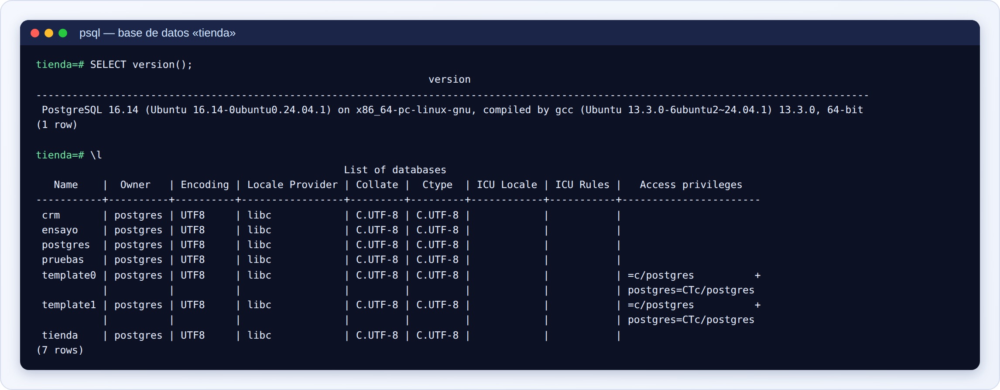 psql — base de datos «tienda»
tienda=# SELECT version();
                                                                 version
------------------------------------------------------------------------------------------------------------------------------------------
 PostgreSQL 16.14 (Ubuntu 16.14-0ubuntu0.24.04.1) on x86_64-pc-linux-gnu, compiled by gcc (Ubuntu 13.3.0-6ubuntu2~24.04.1) 13.3.0, 64-bit
(1 row)
tienda=# \l
                                                   List of databases
   Name    |  Owner   | Encoding | Locale Provider | Collate |  Ctype  | ICU Locale | ICU Rules |   Access privileges
-----------+----------+----------+-----------------+---------+---------+------------+-----------+-----------------------
 crm       | postgres | UTF8     | libc            | C.UTF-8 | C.UTF-8 |            |           |
 ensayo    | postgres | UTF8     | libc            | C.UTF-8 | C.UTF-8 |            |           |
 postgres  | postgres | UTF8     | libc            | C.UTF-8 | C.UTF-8 |            |           |
 pruebas   | postgres | UTF8     | libc            | C.UTF-8 | C.UTF-8 |            |           |
 template0 | postgres | UTF8     | libc            | C.UTF-8 | C.UTF-8 |            |           | =c/postgres          +
           |          |          |                 |         |         |            |           | postgres=CTc/postgres
 template1 | postgres | UTF8     | libc            | C.UTF-8 | C.UTF-8 |            |           | =c/postgres          +
           |          |          |                 |         |         |            |           | postgres=CTc/postgres
 tienda    | postgres | UTF8     | libc            | C.UTF-8 | C.UTF-8 |            |           |
(7 rows)